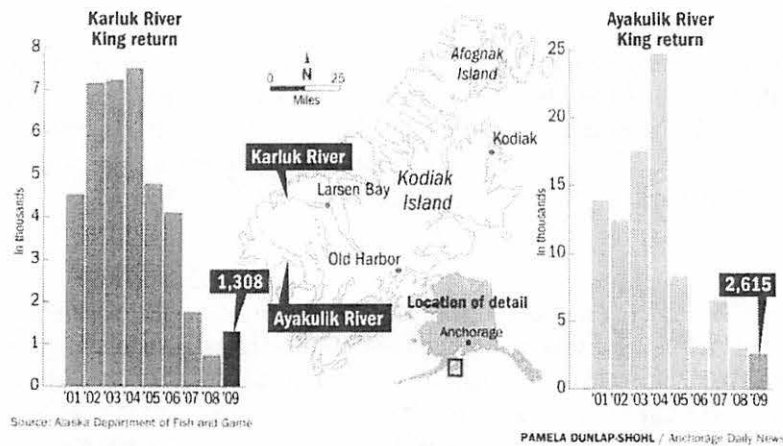 Karluk River
King return
8
7
6
5
4
3
2
1
0
In thousands
1,308
'01 '02 '03 '04 '05 '06 '07 '08 '09
Source: Alaska Department of Fish and Game
N
0 25
Miles
Afognak
Island
Kodiak
Karluk River
Larsen Bay
Kodiak
Island
Old Harbor
Ayakulik River
Location of detail
Anchorage
Ayakulik River
King return
25
20
15
10
5
0
In thousands
2,615
'01 '02 '03 '04 '05 '06 '07 '08 '09
PAMELA DUNLAP-SHOHL / Anchorage Daily News